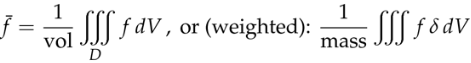 f̄ = 1/vol ∭_D f dV, or (weighted): 1/mass ∭ f δ dV